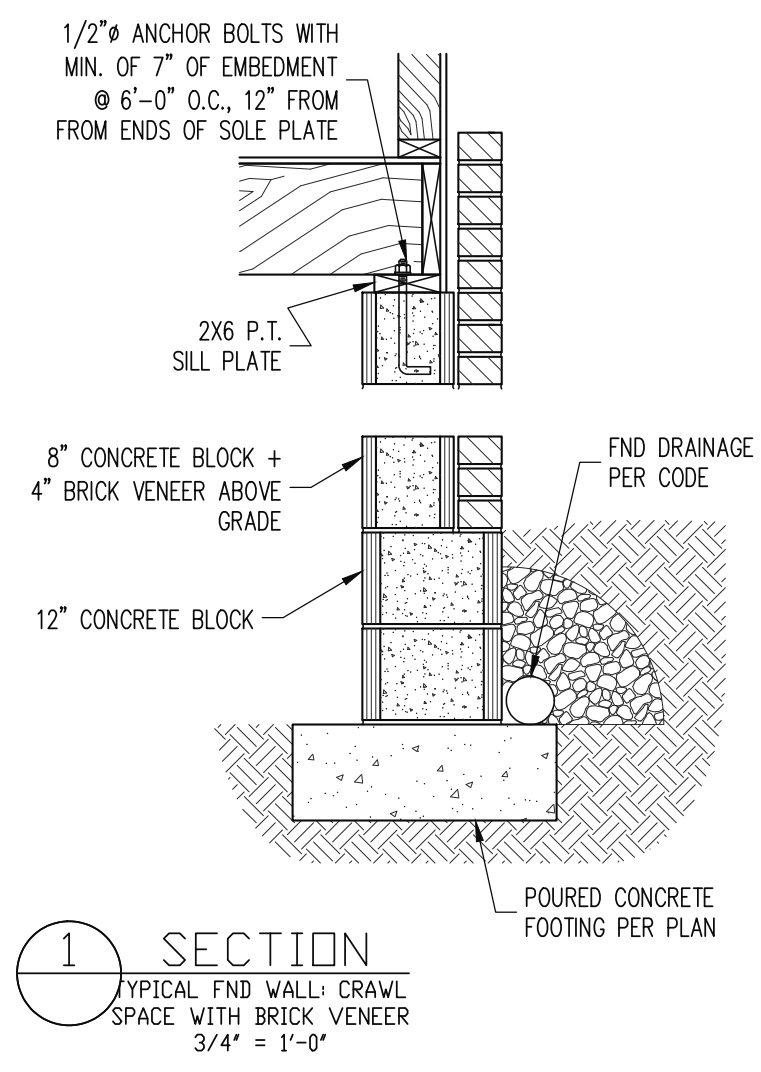 1/2"ø ANCHOR BOLTS WITH
MIN. OF 7" OF EMBEDMENT
@ 6'-0" O.C., 12" FROM
FROM ENDS OF SOLE PLATE
2X6 P.T.
SILL PLATE
8" CONCRETE BLOCK +
4" BRICK VENEER ABOVE
GRADE
FND DRAINAGE
PER CODE
12" CONCRETE BLOCK
POURED CONCRETE
FOOTING PER PLAN
1 SECTION
TYPICAL FND WALL: CRAWL
SPACE WITH BRICK VENEER
3/4" = 1'-0"